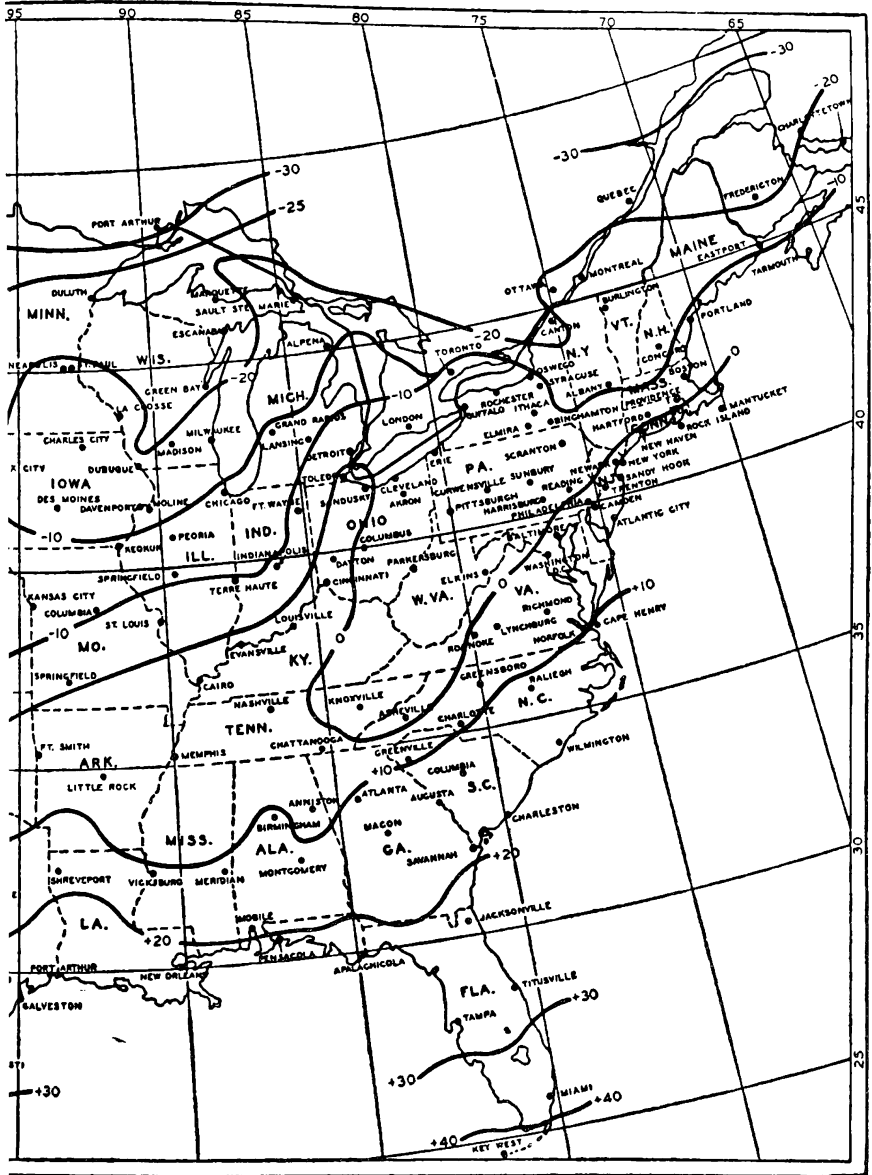 95 90 85 80 75 70 65
-30
-20
CHARLOTTETOWN
-30
-30
QUEBEC
FREDERICTON
-10
45
-25
PORT ARTHUR
MAINE
EASTPORT
YARMOUTH
OTTAWA
MONTREAL
DULUTH
MARQUETTE
SAULT STE MARIE
BURLINGTON
PORTLAND
MINN.
ESCANABA
CANTON
VT.
N.H.
ALPENA
-20
TORONTO
N.Y
CONCORD
ST. PAUL
WIS.
OSWEGO
BOSTON
0
GREEN BAY
-20
MICH.
-10
SYRACUSE
ALBANY
MASS.
ROCHESTER
PROVIDENCE
LA CROSSE
GRAND RAPIDS
LONDON
BUFFALO
ITHACA
BINGHAMTON
HARTFORD
CONN.
NANTUCKET
ROCK ISLAND
40
CHARLES CITY
MILWAUKEE
MADISON
LANSING
DETROIT
ELMIRA
NEW HAVEN
X CITY
DUBUQUE
ERIE
SCRANTON
NEWARK
NEW YORK
IOWA
TOLEDO
CLEVELAND
PA.
SANDY HOOK
DES MOINES
DAVENPORT
MOLINE
CHICAGO
FT. WAYNE
SANDUSKY
AKRON
CURWENSVILLE
SUNBURY
READING
N.J.
TRENTON
PITTSBURGH
HARRISBURG
PHILADELPHIA
CAMDEN
-10
PEORIA
IND.
OHIO
COLUMBUS
BALTIMORE
ATLANTIC CITY
KEOKUK
ILL.
INDIANAPOLIS
DAYTON
PARKERSBURG
SPRINGFIELD
TERRE HAUTE
CINCINNATI
ELKINS
WASHINGTON
D.C.
KANSAS CITY
W.VA.
0
VA.
+10
COLUMBIA
ST. LOUIS
LOUISVILLE
RICHMOND
-10
LYNCHBURG
CAPE HENRY
35
MO.
EVANSVILLE
0
ROANOKE
NORFOLK
KY.
SPRINGFIELD
CAIRO
GREENSBORO
RALIEGH
NASHVILLE
KNOXVILLE
ASHEVILLE
N.C.
TENN.
CHARLOTTE
FT. SMITH
MEMPHIS
CHATTANOOGA
GREENVILLE
WILMINGTON
ARK.
+10
COLUMBIA
LITTLE ROCK
S.C.
ANNISTON
ATLANTA
AUGUSTA
CHARLESTON
BIRMINGHAM
MACON
MISS.
ALA.
GA.
30
MONTGOMERY
SAVANNAH
+20
SHREVEPORT
VICKSBURG
MERIDIAN
LA.
MOBILE
JACKSONVILLE
+20
PENSACOLA
PORT ARTHUR
NEW ORLEANS
APALACHICOLA
GALVESTON
FLA.
TITUSVILLE
TAMPA
+30
25
+30
+30
MIAMI
+40
+40
KEY WEST